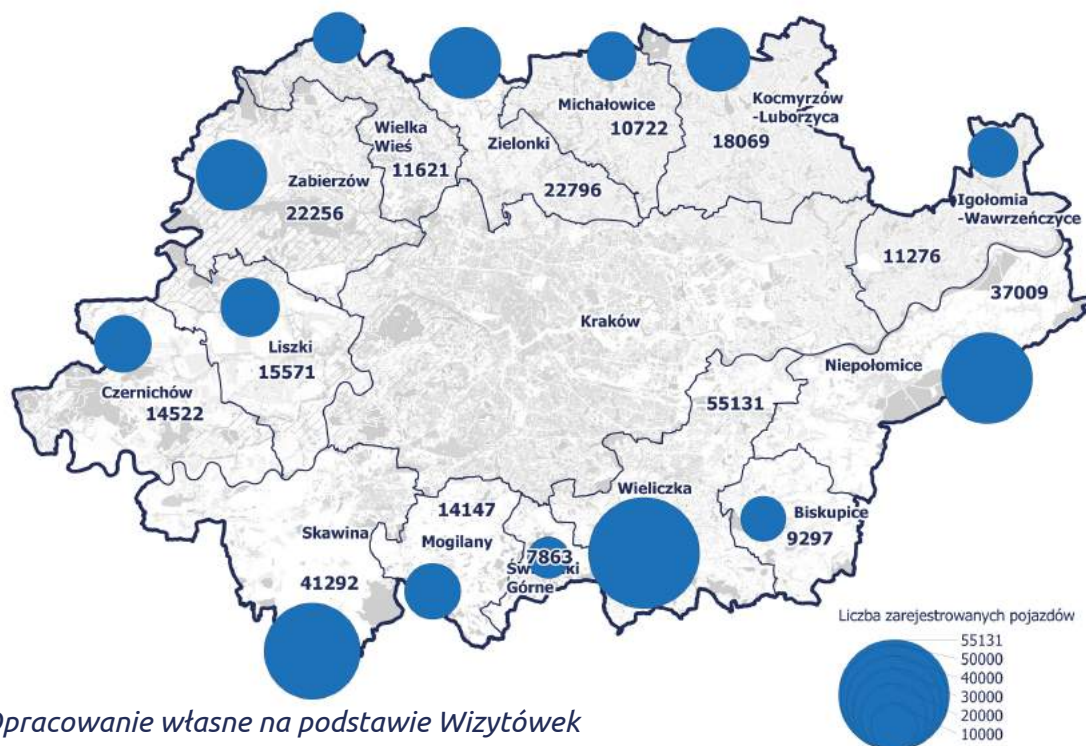 Michałowice
10722
Kocmyrzów
-Luborzyca
18069
Wielka
Wieś
11621
Zielonki
22796
Zabierzów
22256
Igołomia
-Wawrzeńczyce
11276
37009
Kraków
Liszki
15571
Niepołomice
Czernichów
14522
55131
Wieliczka
14147
Mogilany
Skawina
41292
7863
Górne
Biskupice
9297
Liczba zarejestrowanych pojazdów
55131
50000
40000
30000
20000
10000
Opracowanie własne na podstawie Wizytówek